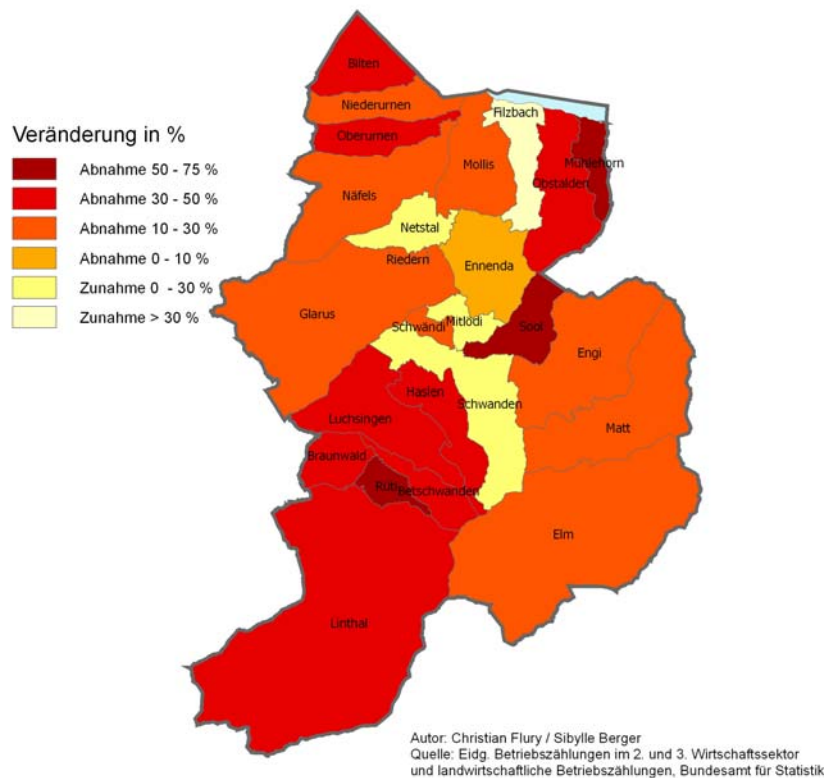 Bilten
Niederurnen
Filzbach
Oberurnen
Mollis
Mühlehorn
Obstalden
Näfels
Netstal
Riedern
Ennenda
Glarus
Mitlödi
Schwändi
Sool
Engi
Haslen
Schwanden
Luchsingen
Matt
Braunwald
Rüti
Betschwanden
Elm
Linthal
Veränderung in %
Abnahme 50 - 75 %
Abnahme 30 - 50 %
Abnahme 10 - 30 %
Abnahme 0 - 10 %
Zunahme 0 - 30 %
Zunahme > 30 %
Autor: Christian Flury / Sibylle Berger
Quelle: Eidg. Betriebszählungen im 2. und 3. Wirtschaftssektor
und landwirtschaftliche Betriebszählungen, Bundesamt für Statistik